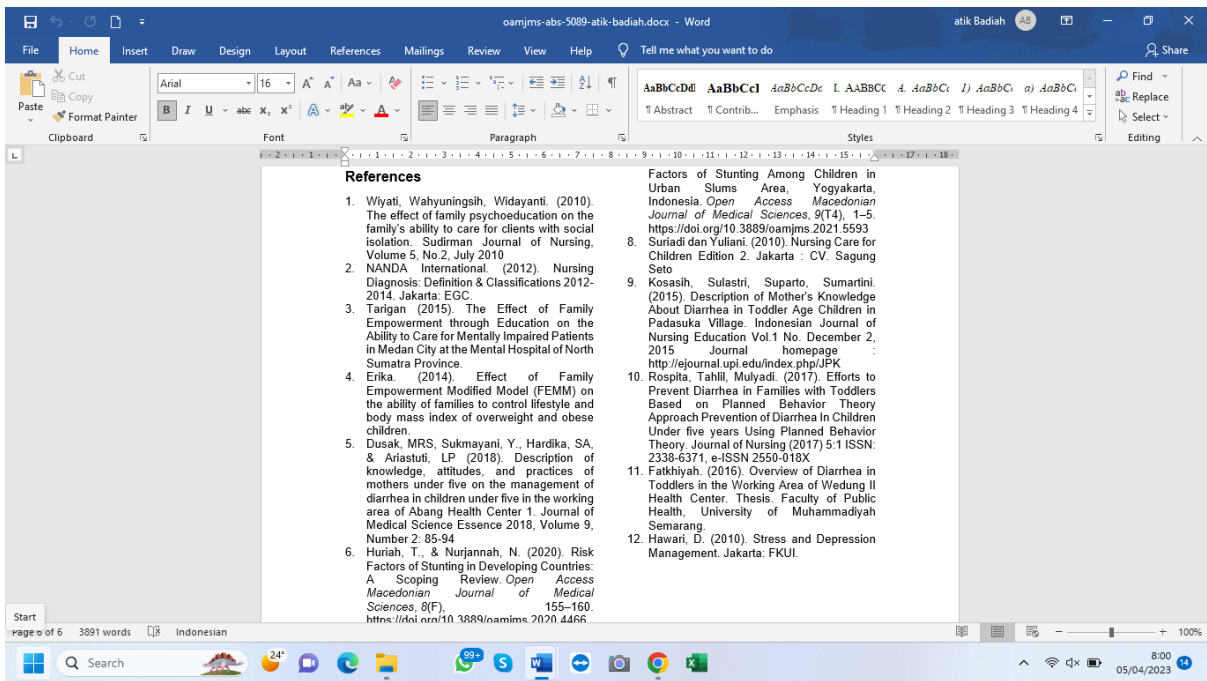 oamjms-abs-5089-atik-badiah.docx - Word
atik Badiah AB
File Home Insert Draw Design Layout References Mailings Review View Help Tell me what you want to do Share
Cut
Copy
Format Painter
Paste
Arial 16
AaBbCcDd AaBbCcI AaBbCcDc I. AABBCC A. AaBbCc 1) AaBbCc a) AaBbCc
¶ Abstract ¶ Contrib... Emphasis ¶ Heading 1 ¶ Heading 2 ¶ Heading 3 ¶ Heading 4
Find
Replace
Select
Clipboard Font Paragraph Styles Editing
References
1. Wiyati, Wahyuningsih, Widayanti. (2010).
The effect of family psychoeducation on the
family's ability to care for clients with social
isolation. Sudirman Journal of Nursing,
Volume 5, No.2, July 2010
2. NANDA International. (2012). Nursing
Diagnosis: Definition & Classifications 2012-
2014. Jakarta: EGC.
3. Tarigan (2015). The Effect of Family
Empowerment through Education on the
Ability to Care for Mentally Impaired Patients
in Medan City at the Mental Hospital of North
Sumatra Province.
4. Erika. (2014). Effect of Family
Empowerment Modified Model (FEMM) on
the ability of families to control lifestyle and
body mass index of overweight and obese
children.
5. Dusak, MRS, Sukmayani, Y., Hardika, SA,
& Ariastuti, LP (2018). Description of
knowledge, attitudes, and practices of
mothers under five on the management of
diarrhea in children under five in the working
area of Abang Health Center 1. Journal of
Medical Science Essence 2018, Volume 9,
Number 2: 85-94
6. Huriah, T., & Nurjannah, N. (2020). Risk
Factors of Stunting in Developing Countries:
A Scoping Review. Open Access
Macedonian Journal of Medical
Sciences, 8(F), 155–160.
https://doi.org/10.3889/oamjms.2020.4466
Factors of Stunting Among Children in
Urban Slums Area, Yogyakarta,
Indonesia. Open Access Macedonian
Journal of Medical Sciences, 9(T4), 1–5.
https://doi.org/10.3889/oamjms.2021.5593
8. Suriadi dan Yuliani. (2010). Nursing Care for
Children Edition 2. Jakarta : CV. Sagung
Seto
9. Kosasih, Sulastri, Suparto, Sumartini.
(2015). Description of Mother's Knowledge
About Diarrhea in Toddler Age Children in
Padasuka Village. Indonesian Journal of
Nursing Education Vol.1 No. December 2,
2015 Journal homepage :
http://ejournal.upi.edu/index.php/JPK
10. Rospita, Tahlil, Mulyadi. (2017). Efforts to
Prevent Diarrhea in Families with Toddlers
Based on Planned Behavior Theory
Approach Prevention of Diarrhea In Children
Under five years Using Planned Behavior
Theory. Journal of Nursing (2017) 5:1 ISSN:
2338-6371, e-ISSN 2550-018X
11. Fatkhiyah. (2016). Overview of Diarrhea in
Toddlers in the Working Area of Wedung II
Health Center. Thesis. Faculty of Public
Health, University of Muhammadiyah
Semarang.
12. Hawari, D. (2010). Stress and Depression
Management. Jakarta: FKUI.
Start
Page 6 of 6 3891 words Indonesian 100%
Search 24° 99+ 8:00
05/04/2023 14